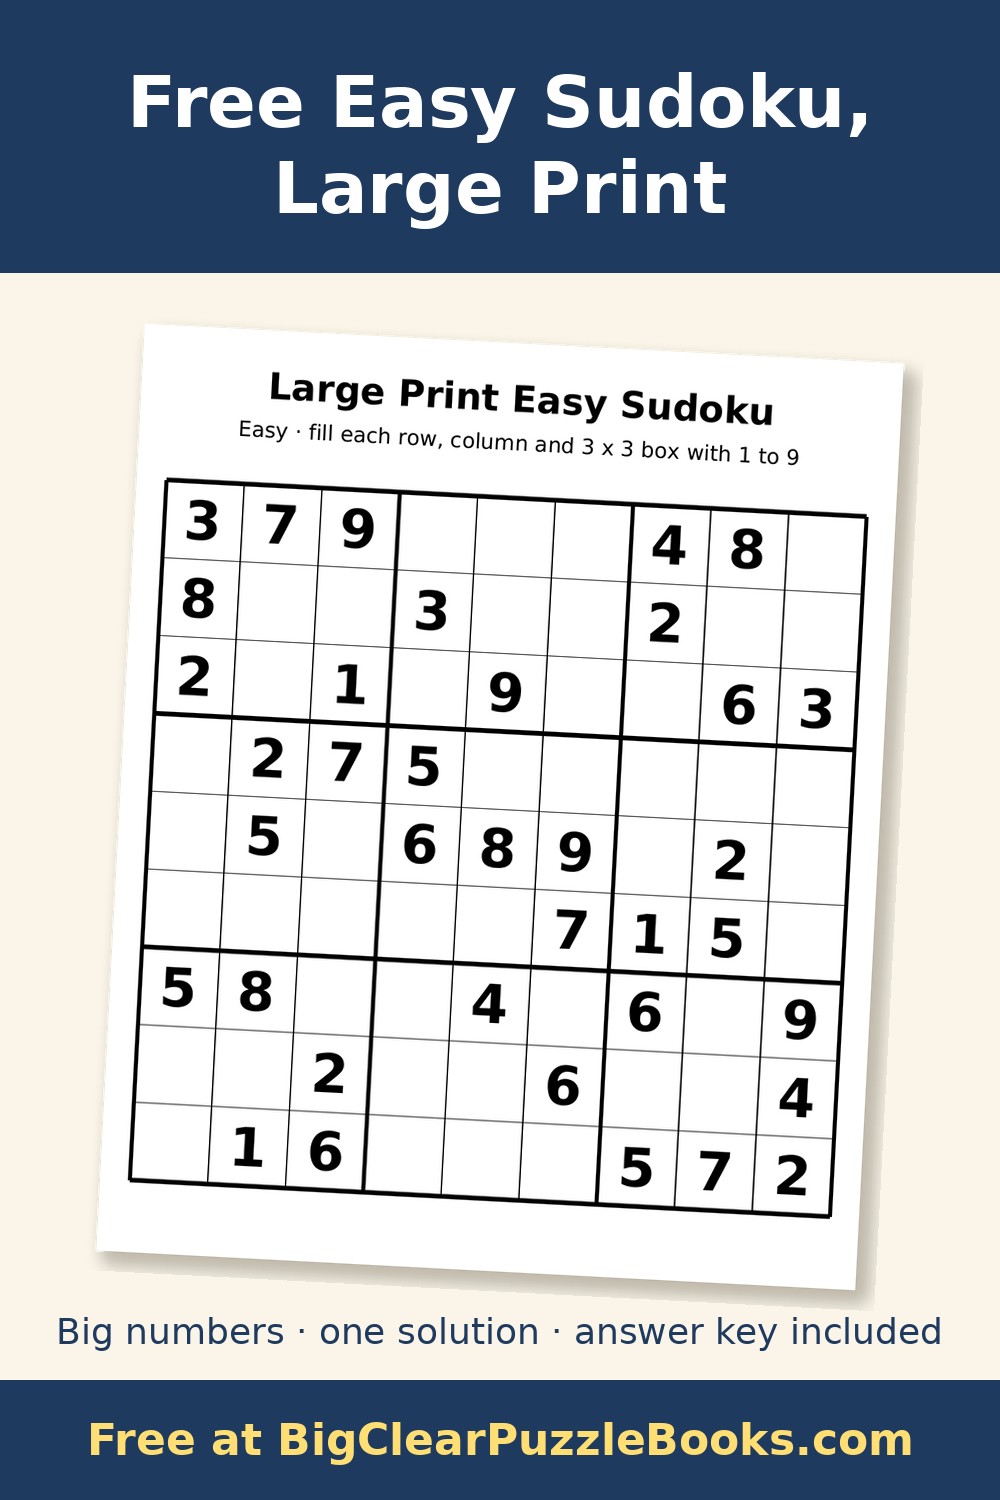 Free Easy Sudoku,
Large Print
Large Print Easy Sudoku
Easy · fill each row, column and 3 x 3 box with 1 to 9
3 7 9 4 8
8 3 2
2 1 9 6 3
2 7 5
5 6 8 9 2
7 1 5
5 8 4 6 9
2 6 4
1 6 5 7 2
Big numbers · one solution · answer key included
Free at BigClearPuzzleBooks.com